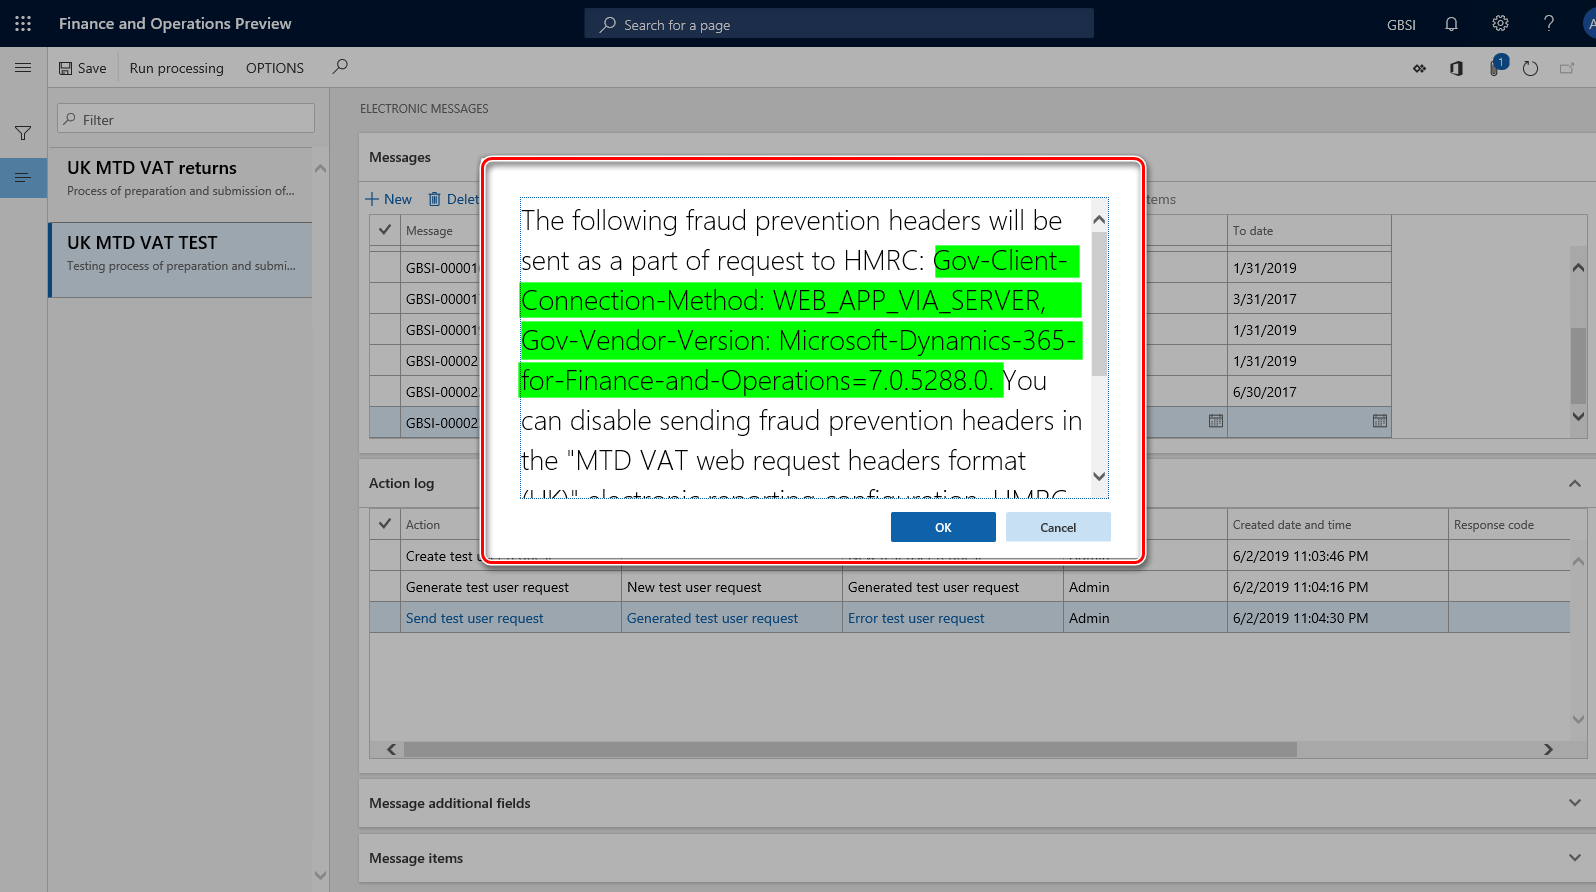 Finance and Operations Preview
Search for a page
GBSI
?
Save
Run processing
OPTIONS
1
Filter
UK MTD VAT returns
Process of preparation and submission of...
UK MTD VAT TEST
Testing process of preparation and submi...
ELECTRONIC MESSAGES
Messages
New
Delet
Message
To date
1/31/2019
3/31/2017
1/31/2019
GBSI-00002
1/31/2019
GBSI-00002
6/30/2017
GBSI-00002
The following fraud prevention headers will be
sent as a part of request to HMRC: Gov-Client-
Connection-Method: WEB_APP_VIA_SERVER,
Gov-Vendor-Version: Microsoft-Dynamics-365-
for-Finance-and-Operations=7.0.5288.0. You
can disable sending fraud prevention headers in
the "MTD VAT web request headers format
(UK)" electronic reporting configuration. HMRC
OK
Cancel
Action log
Action
Created date and time
Response code
Create test
6/2/2019 11:03:46 PM
Generate test user request
New test user request
Generated test user request
Admin
6/2/2019 11:04:16 PM
Send test user request
Generated test user request
Error test user request
Admin
6/2/2019 11:04:30 PM
Message additional fields
Message items